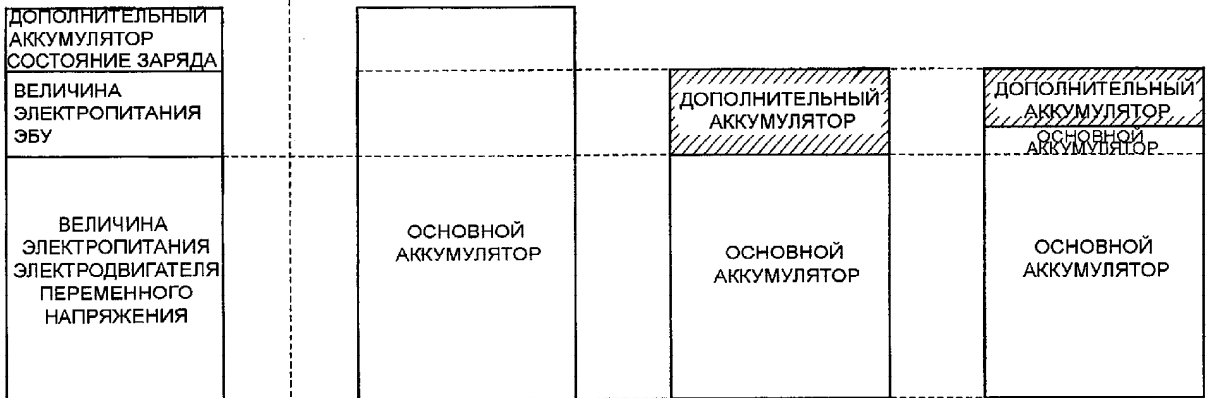 ДОПОЛНИТЕЛЬНЫЙ
АККУМУЛЯТОР
СОСТОЯНИЕ ЗАРЯДА
ВЕЛИЧИНА
ЭЛЕКТРОПИТАНИЯ
ЭБУ
ВЕЛИЧИНА
ЭЛЕКТРОПИТАНИЯ
ЭЛЕКТРОДВИГАТЕЛЯ
ПЕРЕМЕННОГО
НАПРЯЖЕНИЯ
ОСНОВНОЙ
АККУМУЛЯТОР
ДОПОЛНИТЕЛЬНЫЙ
АККУМУЛЯТОР
ОСНОВНОЙ
АККУМУЛЯТОР
ДОПОЛНИТЕЛЬНЫЙ
АККУМУЛЯТОР
ОСНОВНОЙ
АККУМУЛЯТОР
ОСНОВНОЙ
АККУМУЛЯТОР